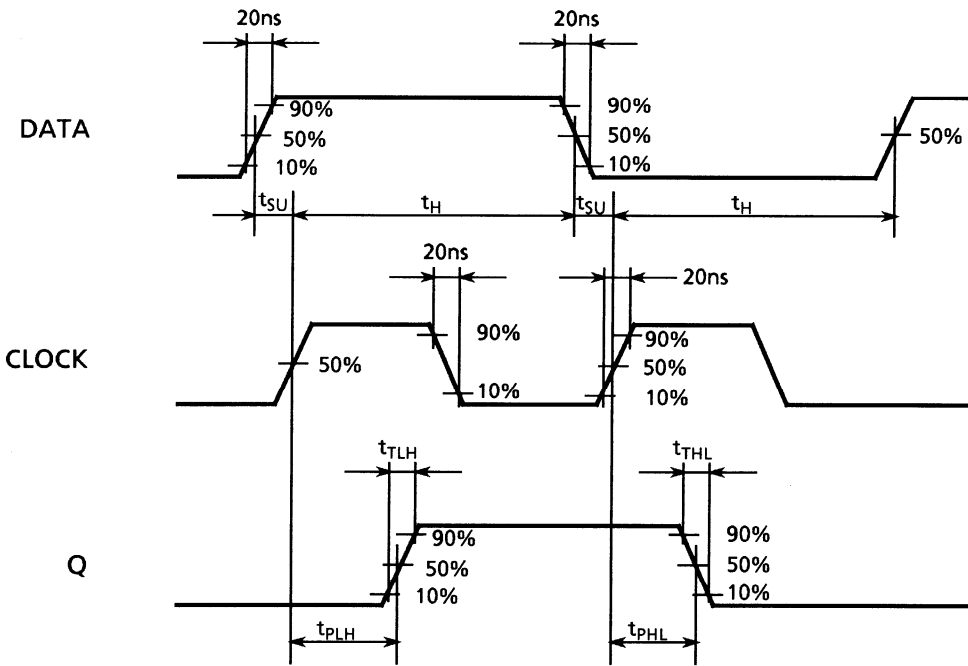 20ns 20ns
DATA
90% 90%
50% 50% 50%
10% 10%
tSU tH tSU tH
20ns 20ns
CLOCK
90% 90%
50% 50%
10% 10%
tTLH tTHL
Q
90% 90%
50% 50%
10% 10%
tPLH tPHL